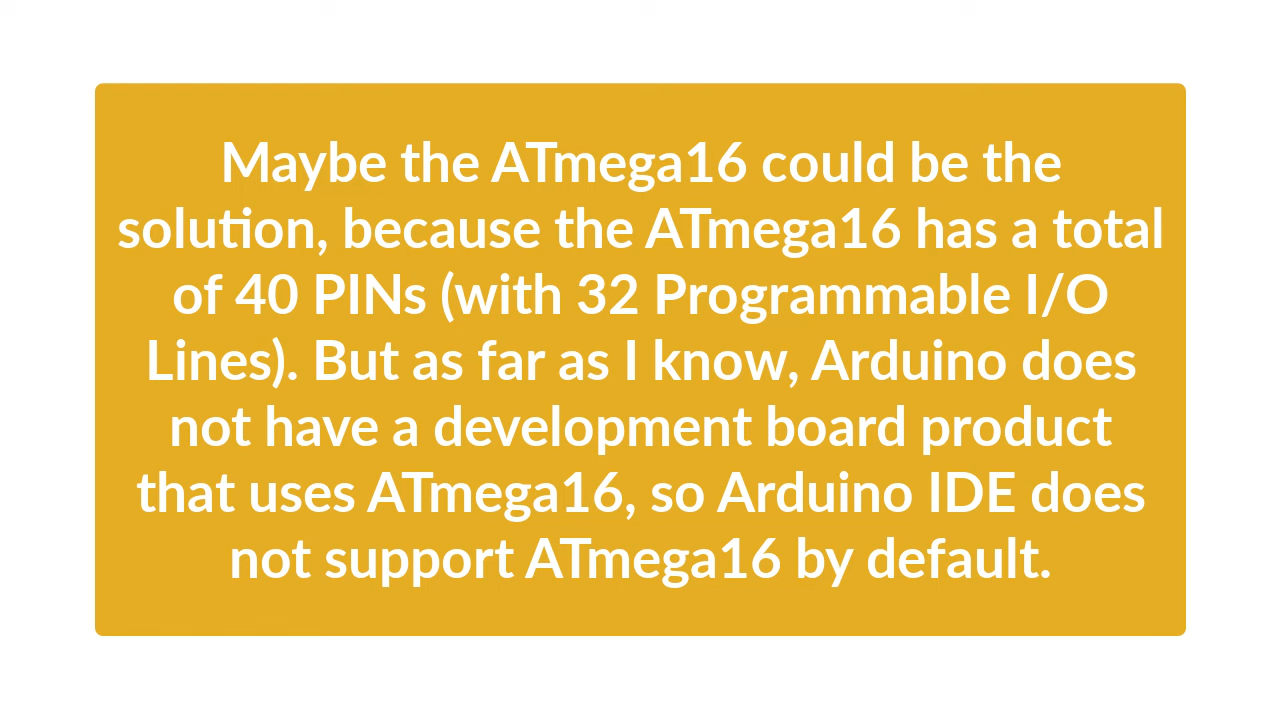 Maybe the ATmega16 could be the
solution, because the ATmega16 has a total
of 40 PINs (with 32 Programmable I/O
Lines). But as far as I know, Arduino does
not have a development board product
that uses ATmega16, so Arduino IDE does
not support ATmega16 by default.